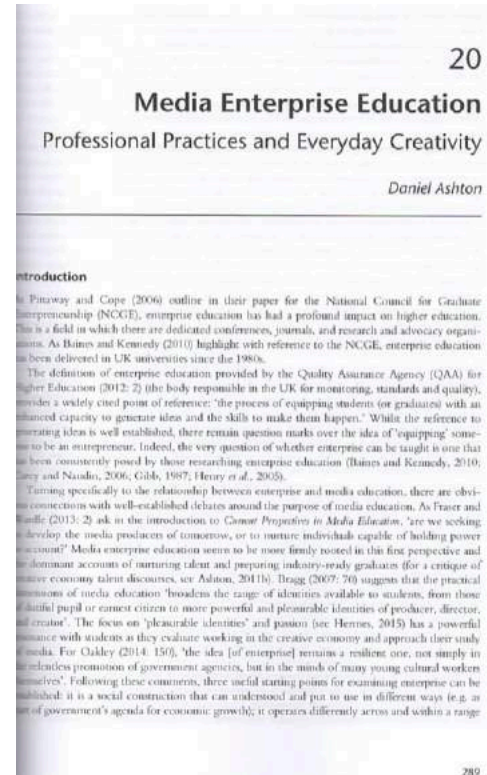 20
Media Enterprise Education
Professional Practices and Everyday Creativity
Daniel Ashton
ntroduction
Pittaway and Cope (2006) outline in their paper for the National Council for Graduate
ntrepreneurship (NCGE), enterprise education has had a profound impact on higher education.
is a field in which there are dedicated conferences, journals, and research and advocacy organi-
ations. As Baines and Kennedy (2010) highlight with reference to the NCGE, enterprise education
been delivered in UK universities since the 1980s.
The definition of enterprise education provided by the Quality Assurance Agency (QAA) for
igher Education (2012: 2) (the body responsible in the UK for monitoring, standards and quality),
ovides a widely cited point of reference: 'the process of equipping students (or graduates) with an
hanced capacity to generate ideas and the skills to make them happen.' Whilst the reference to
nerating ideas is well established, there remain question marks over the idea of 'equipping' some-
to be an entrepreneur. Indeed, the very question of whether enterprise can be taught is one that
been consistently posed by those researching enterprise education (Baines and Kennedy, 2010;
and Naudin, 2006; Gibb, 1987; Henry et al., 2005).
Turning specifically to the relationship between enterprise and media education, there are obvi-
connections with well-established debates around the purpose of media education. As Fraser and
(2013: 2) ask in the introduction to Current Perspectives in Media Education, 'are we seeking
develop the media producers of tomorrow, or to nurture individuals capable of holding power
account?' Media enterprise education seems to be more firmly rooted in this first perspective and
dominant accounts of nurturing talent and preparing industry-ready graduates (for a critique of
ative economy talent discourses, see Ashton, 2011b). Bragg (2007: 70) suggests that the practical
ensions of media education 'broadens the range of identities available to students, from those
dutiful pupil or earnest citizen to more powerful and pleasurable identities of producer, director,
creator'. The focus on 'pleasurable identities' and passion (see Hennes, 2015) has a powerful
nance with students as they evaluate working in the creative economy and approach their study
media. For Oakley (2014: 150), 'the idea [of enterprise] remains a resilient one, not simply in
relentless promotion of government agencies, but in the minds of many young cultural workers
mselves'. Following these comments, three useful starting points for examining enterprise can be
ablished: it is a social construction that can understood and put to use in different ways (e.g. as
of government's agenda for economic growth); it operates differently across and within a range
289